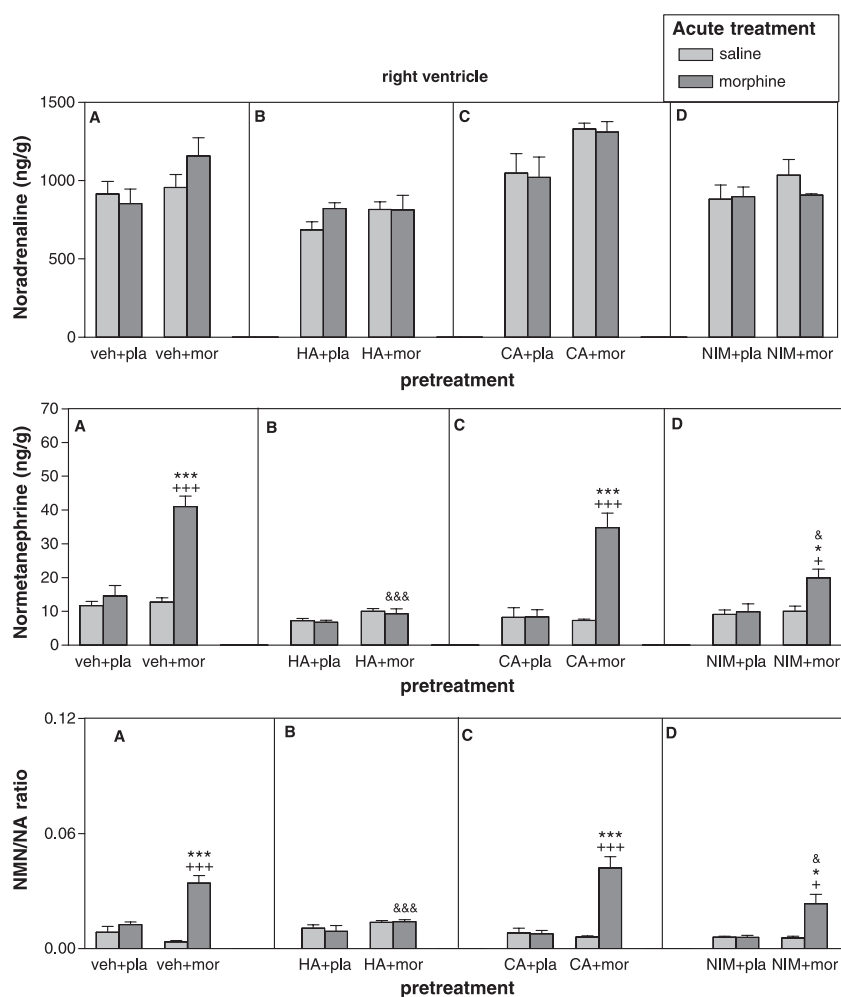 Acute treatment
saline
morphine
right ventricle
Noradrenaline (ng/g)
1500
1000
500
0
A
B
C
D
veh+pla veh+mor HA+pla HA+mor CA+pla CA+mor NIM+pla NIM+mor
pretreatment
Normetanephrine (ng/g)
70
60
50
40
30
20
10
0
A
B
C
D
***
+++
&&&
***
+++
&
*
+
veh+pla veh+mor HA+pla HA+mor CA+pla CA+mor NIM+pla NIM+mor
pretreatment
NMN/NA ratio
0.12
0.06
0.00
A
B
C
D
***
+++
&&&
***
+++
&
*
+
veh+pla veh+mor HA+pla HA+mor CA+pla CA+mor NIM+pla NIM+mor
pretreatment